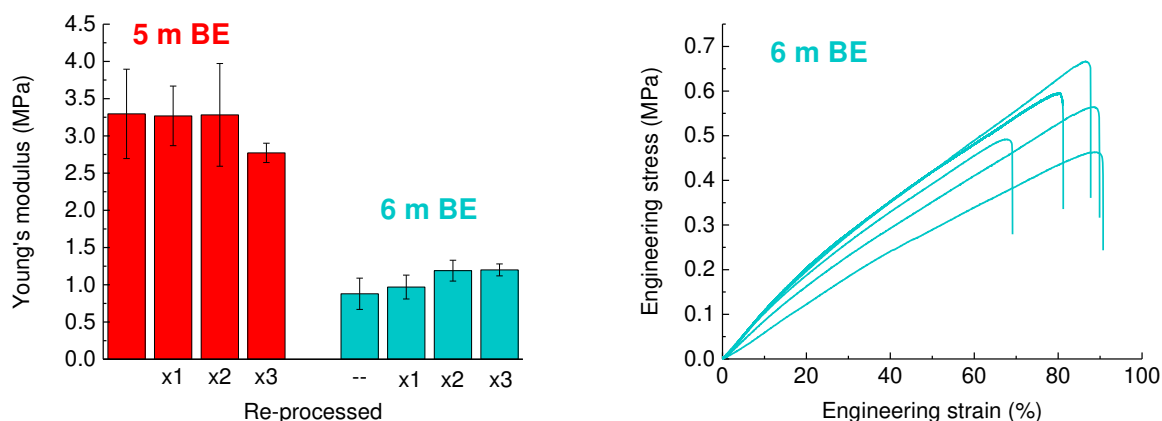 5 m BE
6 m BE
Young's modulus (MPa)
4.5
4.0
3.5
3.0
2.5
2.0
1.5
1.0
0.5
0.0
x1 x2 x3 -- x1 x2 x3
Re-processed
6 m BE
Engineering stress (MPa)
0.7
0.6
0.5
0.4
0.3
0.2
0.1
0.0
0 20 40 60 80 100
Engineering strain (%)